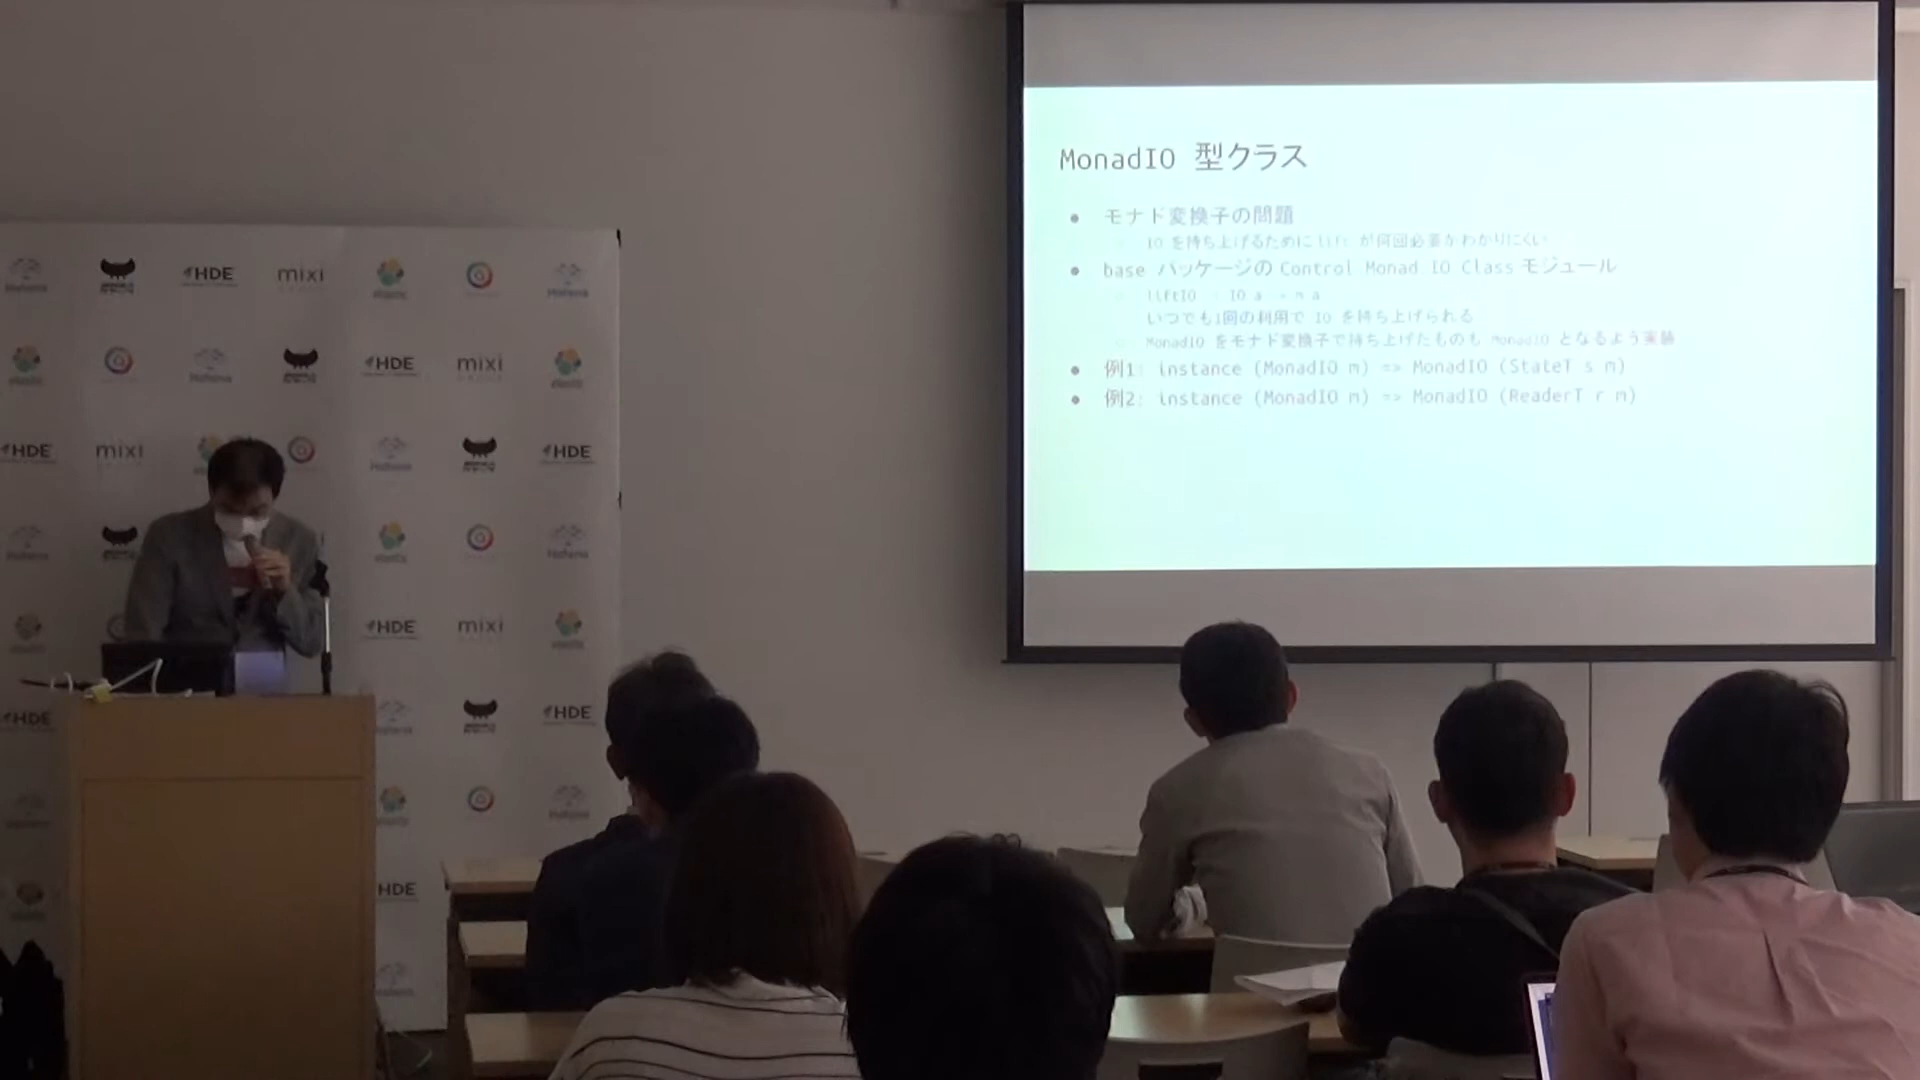 MonadIO 型クラス
モナド変換子の問題
IO を持ち上げるために lift が何回必要かわかりにくい
base パッケージの Control Monad IO Class モジュール
liftIO :: IO a -> m a
いつでも1回の利用で IO を持ち上げられる
MonadIO をモナド変換子で持ち上げたものも MonadIO となるよう実装
例1: instance (MonadIO m) => MonadIO (StateT s m)
例2: instance (MonadIO m) => MonadIO (ReaderT r m)
HDE mixi
HDE mixi
HDE mixi HDE
HDE mixi
HDE HDE
HDE